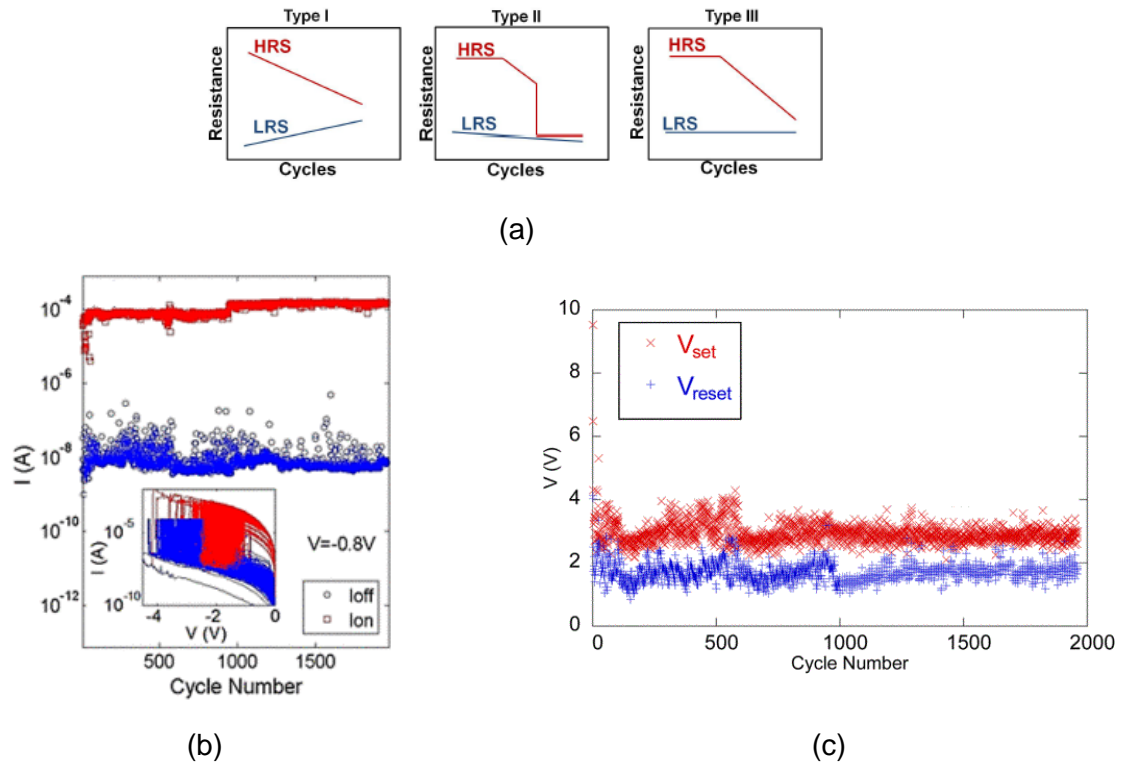 Type I Type II Type III
HRS HRS HRS
LRS LRS LRS
Resistance Resistance Resistance
Cycles Cycles Cycles
(a)
I (A)
10⁻⁴
10⁻⁶
10⁻⁸
10⁻¹⁰
10⁻¹²
I (A)
10⁻⁵
10⁻¹⁰
-4 -2 0
V (V)
V=-0.8V
Ioff
Ion
500 1000 1500
Cycle Number
(b)
V (V)
10
8
6
4
2
0
Vset
Vreset
0 500 1000 1500 2000
Cycle Number
(c)